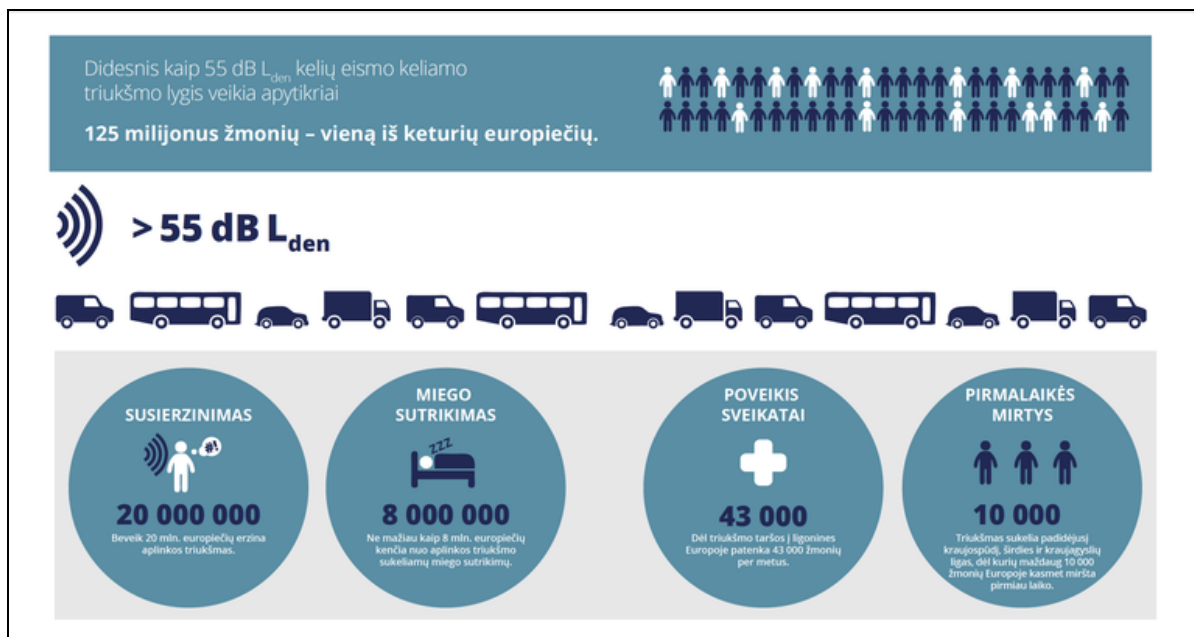 Didesnis kaip 55 dB Lden kelių eismo keliamo
triukšmo lygis veikia apytikriai
125 milijonus žmonių – vieną iš keturių europiečių.
> 55 dB Lden
SUSIERZINIMAS
#!
20 000 000
Beveik 20 mln. europiečių erzina
aplinkos triukšmas.
MIEGO
SUTRIKIMAS
zzz
8 000 000
Ne mažiau kaip 8 mln. europiečių
kenčia nuo aplinkos triukšmo
sukeliamų miego sutrikimų.
POVEIKIS
SVEIKATAI
43 000
Dėl triukšmo taršos į ligonines
Europoje patenka 43 000 žmonių
per metus.
PIRMALAIKĖS
MIRTYS
10 000
Triukšmas sukelia padidėjusį
kraujospūdį, širdies ir kraujagyslių
ligas, dėl kurių maždaug 10 000
žmonių Europoje kasmet miršta
pirmiau laiko.